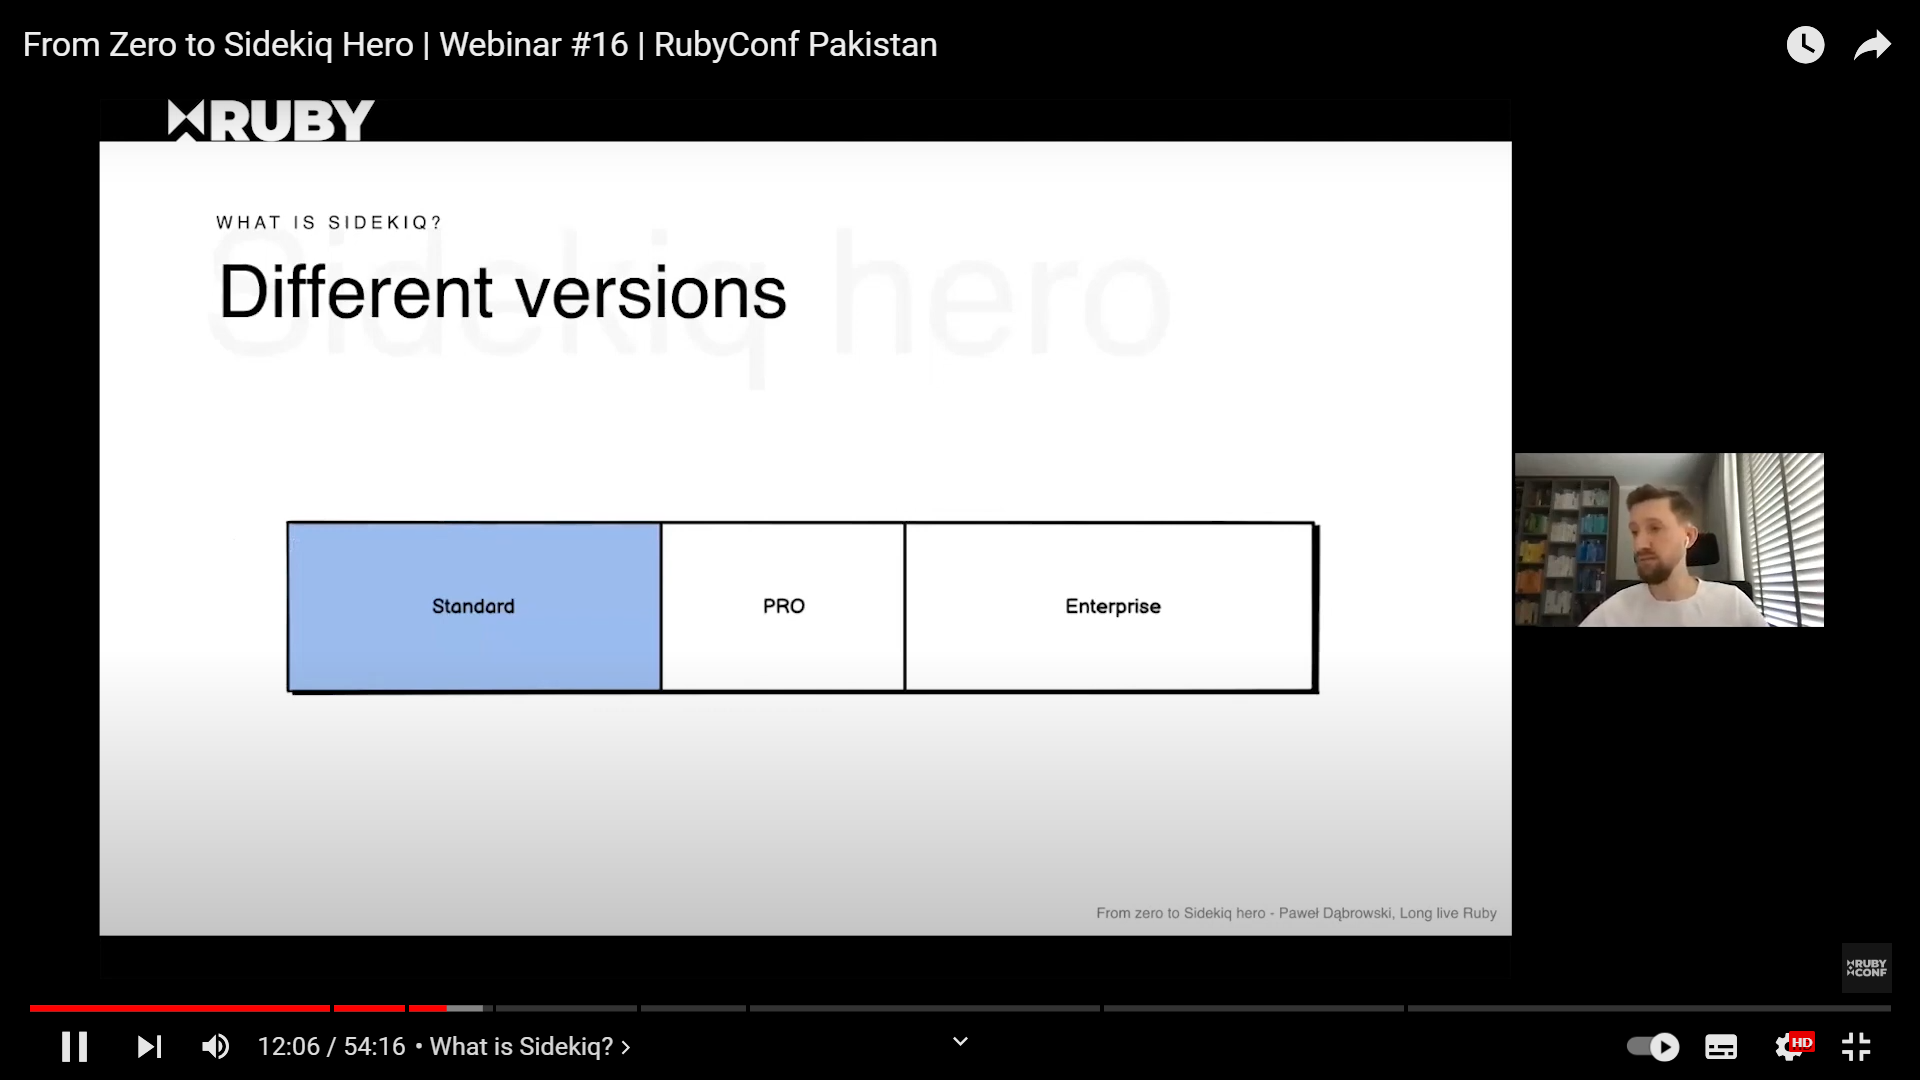 From Zero to Sidekiq Hero | Webinar #16 | RubyConf Pakistan
RUBY
WHAT IS SIDEKIQ?
Sidekiq hero
Different versions
Standard
PRO
Enterprise
From zero to Sidekiq hero - Paweł Dąbrowski, Long live Ruby
RUBY
CONF
12:06 / 54:16 • What is Sidekiq? >
HD